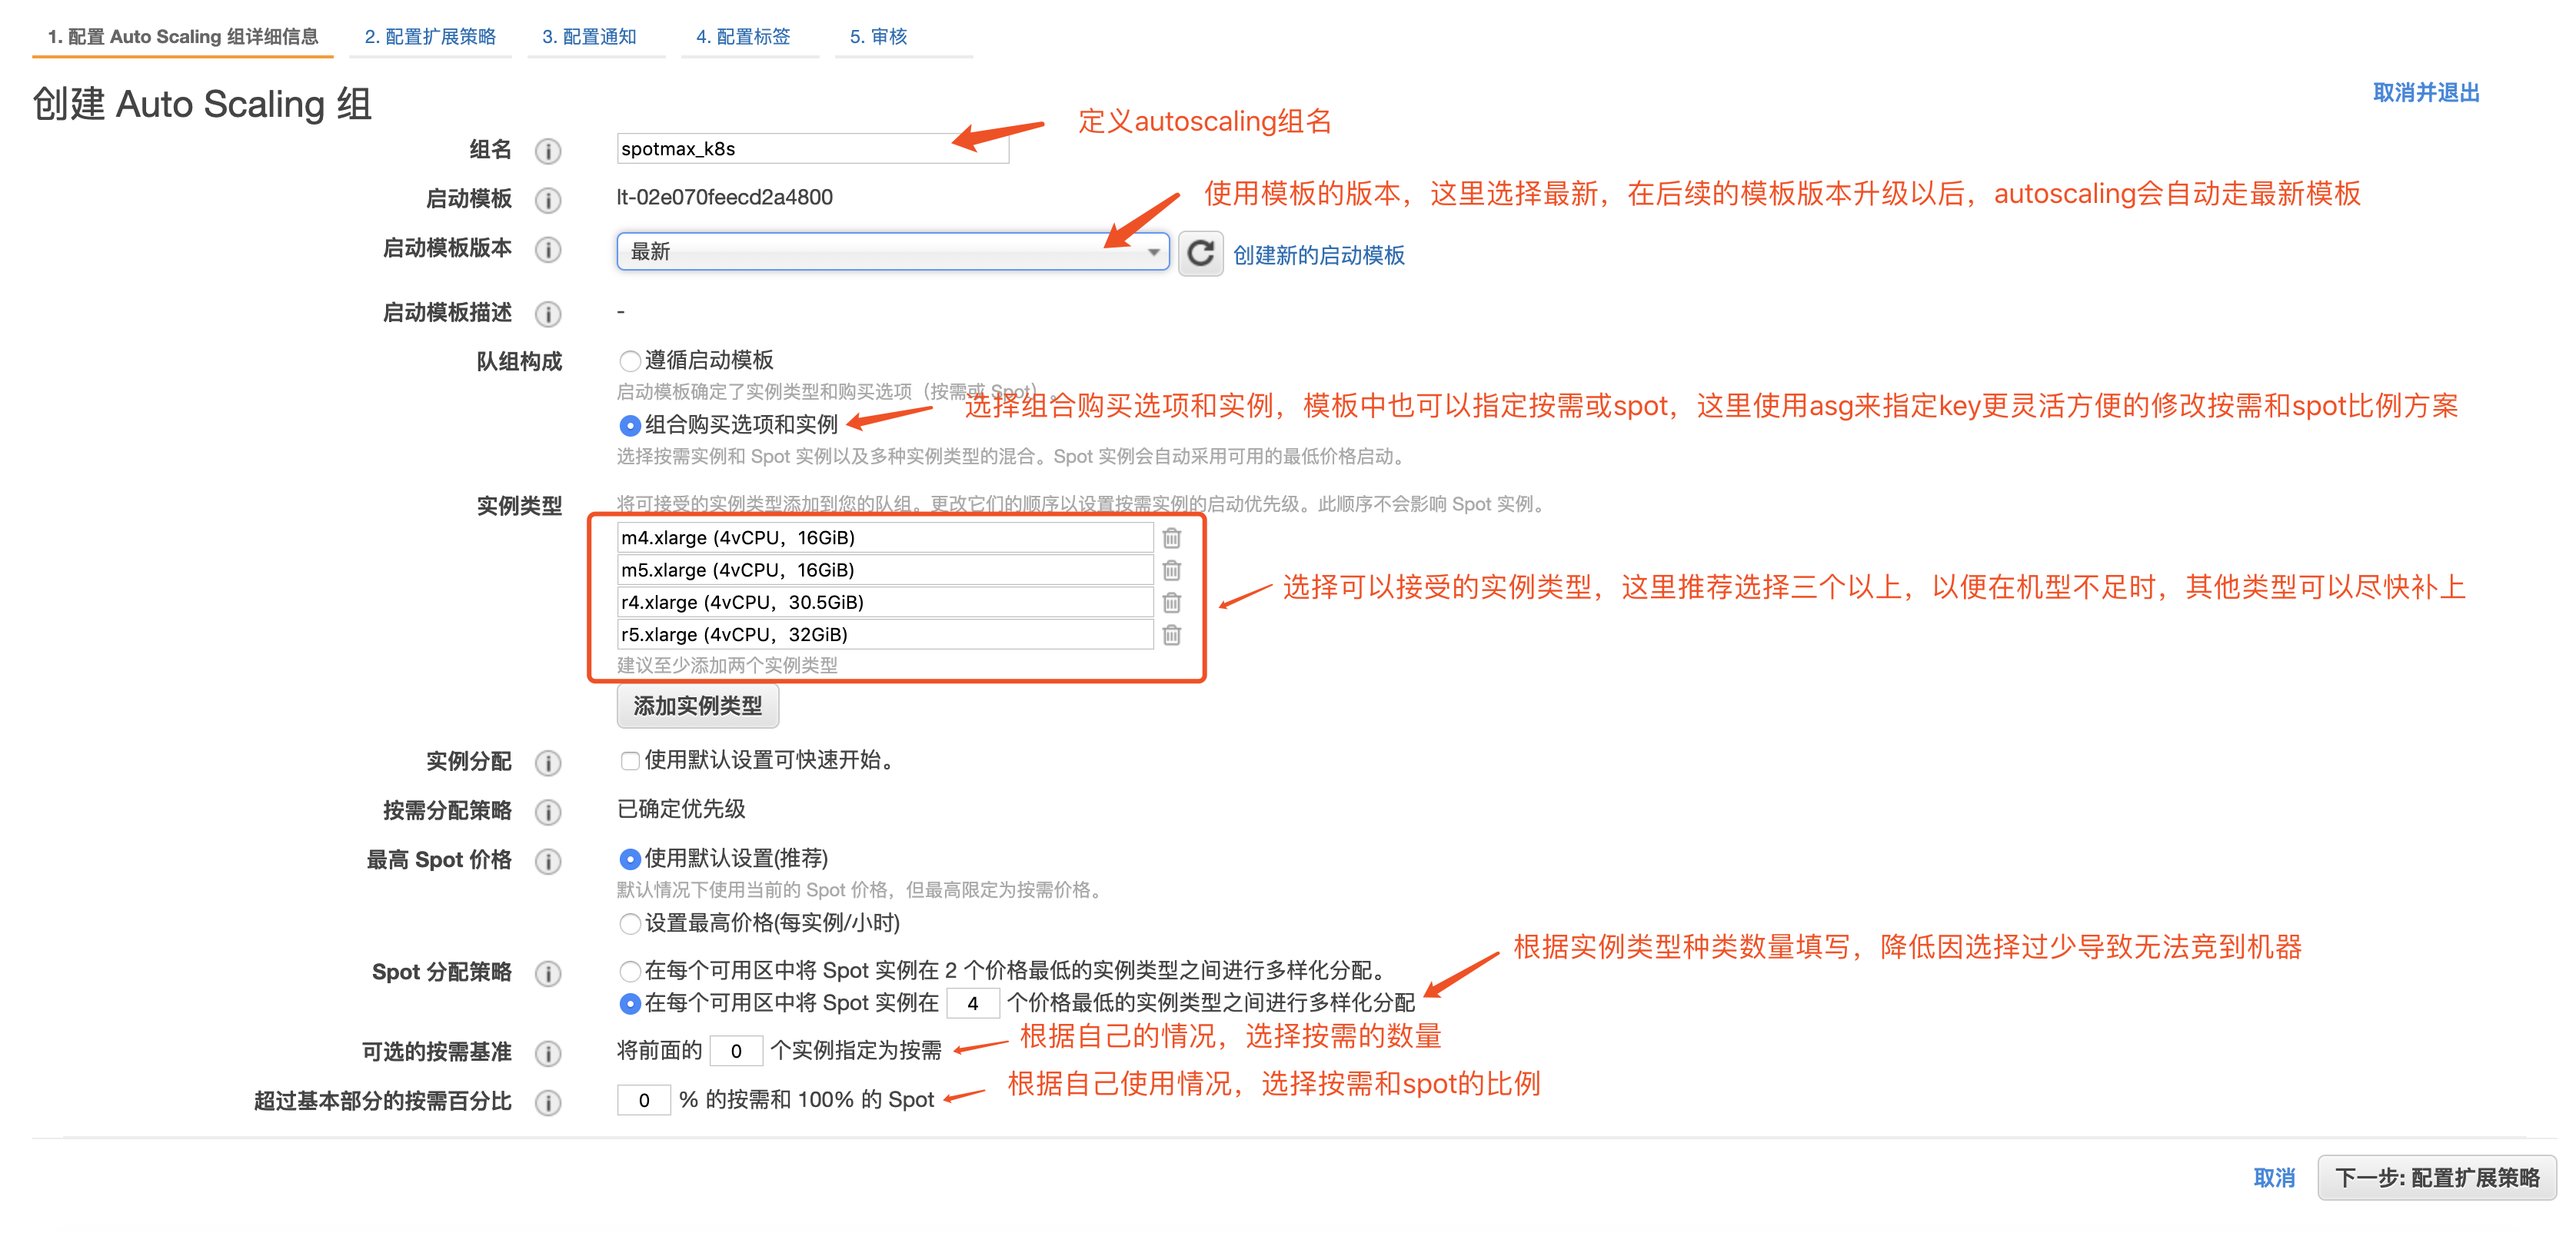 1. 配置 Auto Scaling 组详细信息 2. 配置扩展策略 3. 配置通知 4. 配置标签 5. 审核
创建 Auto Scaling 组
取消并退出
定义autoscaling组名
组名 spotmax_k8s
启动模板 lt-02e070feecd2a4800
使用模板的版本，这里选择最新，在后续的模板版本升级以后，autoscaling会自动走最新模板
启动模板版本 最新 创建新的启动模板
启动模板描述 -
队组构成 遵循启动模板
启动模板确定了实例类型和购买选项（按需或 Spot）。
选择组合购买选项和实例，模板中也可以指定按需或spot，这里使用asg来指定key更灵活方便的修改按需和spot比例方案
组合购买选项和实例
选择按需实例和 Spot 实例以及多种实例类型的混合。Spot 实例会自动采用可用的最低价格启动。
实例类型 将可接受的实例类型添加到您的队组。更改它们的顺序以设置按需实例的启动优先级。此顺序不会影响 Spot 实例。
m4.xlarge (4vCPU，16GiB)
m5.xlarge (4vCPU，16GiB)
选择可以接受的实例类型，这里推荐选择三个以上，以便在机型不足时，其他类型可以尽快补上
r4.xlarge (4vCPU，30.5GiB)
r5.xlarge (4vCPU，32GiB)
建议至少添加两个实例类型
添加实例类型
实例分配 使用默认设置可快速开始。
按需分配策略 已确定优先级
最高 Spot 价格 使用默认设置(推荐)
默认情况下使用当前的 Spot 价格，但最高限定为按需价格。
设置最高价格(每实例/小时)
根据实例类型种类数量填写，降低因选择过少导致无法竞到机器
Spot 分配策略 在每个可用区中将 Spot 实例在 2 个价格最低的实例类型之间进行多样化分配。
在每个可用区中将 Spot 实例在 4 个价格最低的实例类型之间进行多样化分配
根据自己的情况，选择按需的数量
可选的按需基准 将前面的 0 个实例指定为按需
根据自己使用情况，选择按需和spot的比例
超过基本部分的按需百分比 0 % 的按需和 100% 的 Spot
取消 下一步: 配置扩展策略